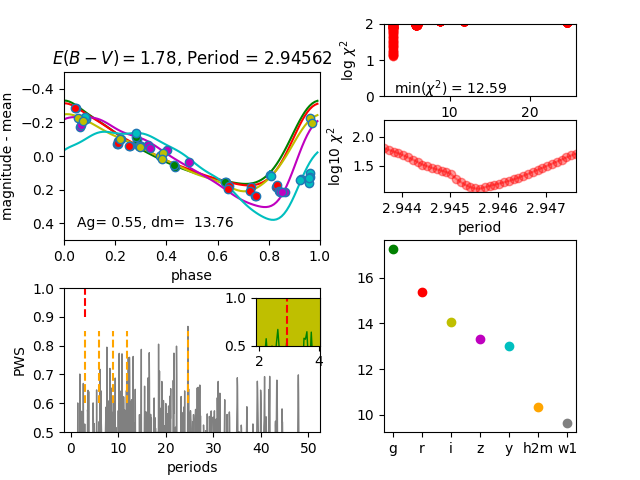 E(B − V) = 1.78, Period = 2.94562
magnitude - mean
−0.4
−0.2
0.0
0.2
0.4
Ag= 0.55, dm= 13.76
0.0 0.2 0.4 0.6 0.8 1.0
phase
log χ²
2
1
0
min(χ²) = 12.59
10 20
log10 χ²
2.0
1.5
2.944 2.945 2.946 2.947
period
PWS
1.0
0.9
0.8
0.7
0.6
0.5
1.0
0.5
2 4
0 10 20 30 40 50
periods
16
14
12
10
g r i z y h2m w1